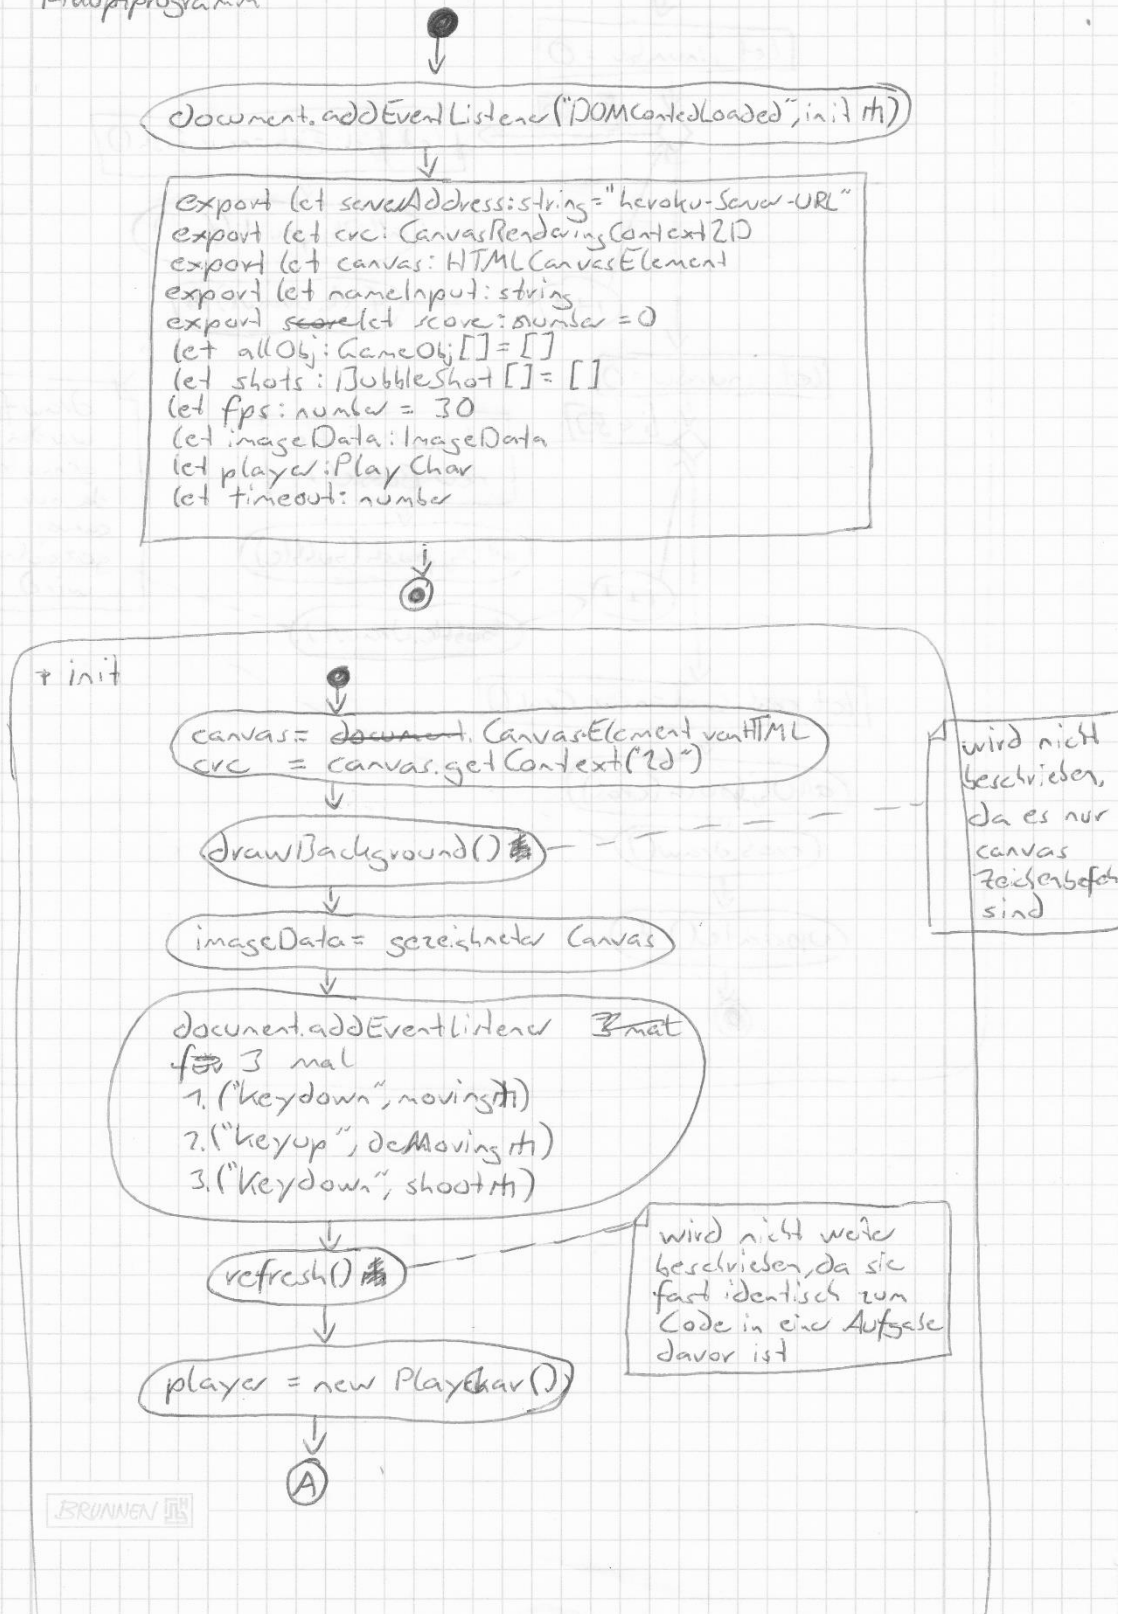 Hauptprogramm
document.addEventListener("DOMContedLoaded", init ⋔)
export let serverAddress:string="heroku-Server-URL"
export let crc: CanvasRenderingContext2D
export let canvas: HTMLCanvasElement
export let nameInput: string
export score let score: number = 0
let allObj: GameObj[] = []
let shots: BubbleShot[] = []
let fps: number = 30
let imageData: ImageData
let player: PlayChar
let timeout: number
init
canvas= document. CanvasElement von HTML
crc = canvas.getContext("2d")
wird nicht
beschrieben,
da es nur
canvas
Zeichenbefeh
sind
drawBackground()
imageData= gezeichneter Canvas
document.addEventListener 3 mal
for 3 mal
1. ("Keydown", moving ⋔)
2. ("Keyup", deMoving ⋔)
3. ("Keydown", shoot ⋔)
refresh()
wird nicht weiter
beschrieben, da sie
fast identisch zum
Code in einer Aufgabe
davor ist
player = new PlayChar()
A
BRUNNEN